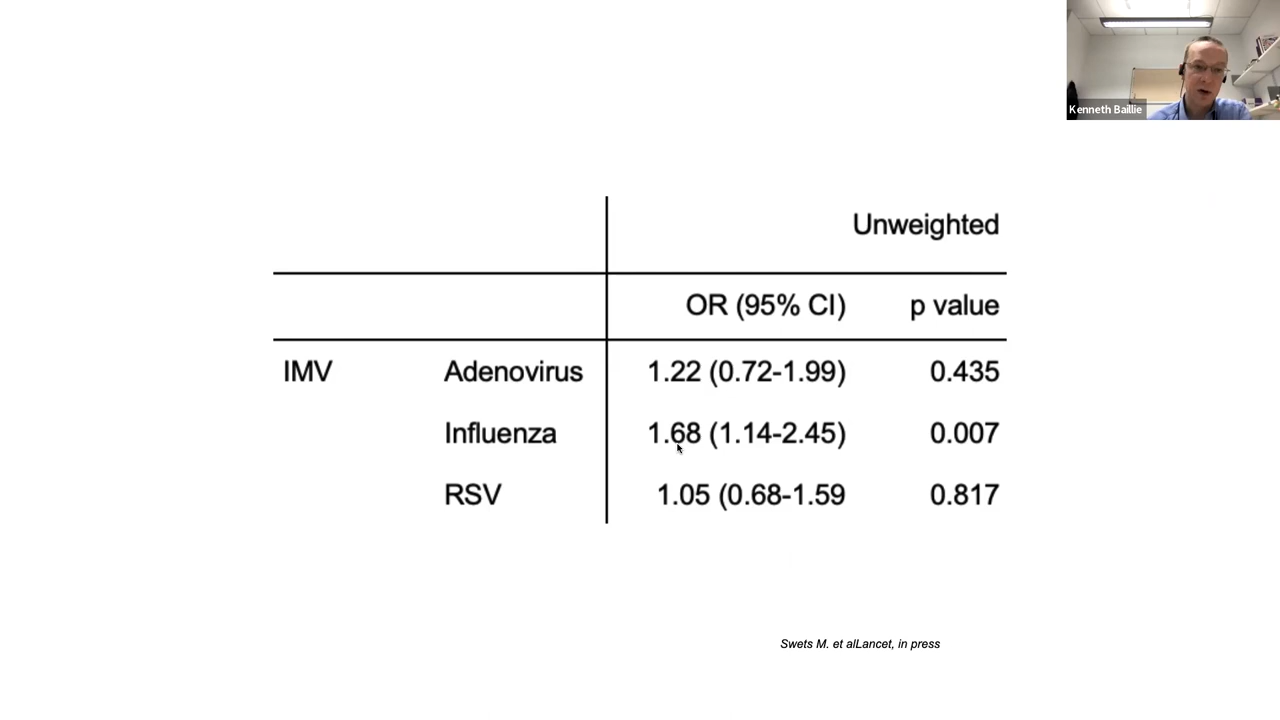 Kenneth Baillie
Unweighted
OR (95% CI) p value
IMV Adenovirus 1.22 (0.72-1.99) 0.435
Influenza 1.68 (1.14-2.45) 0.007
RSV 1.05 (0.68-1.59 0.817
Swets M. et alLancet, in press